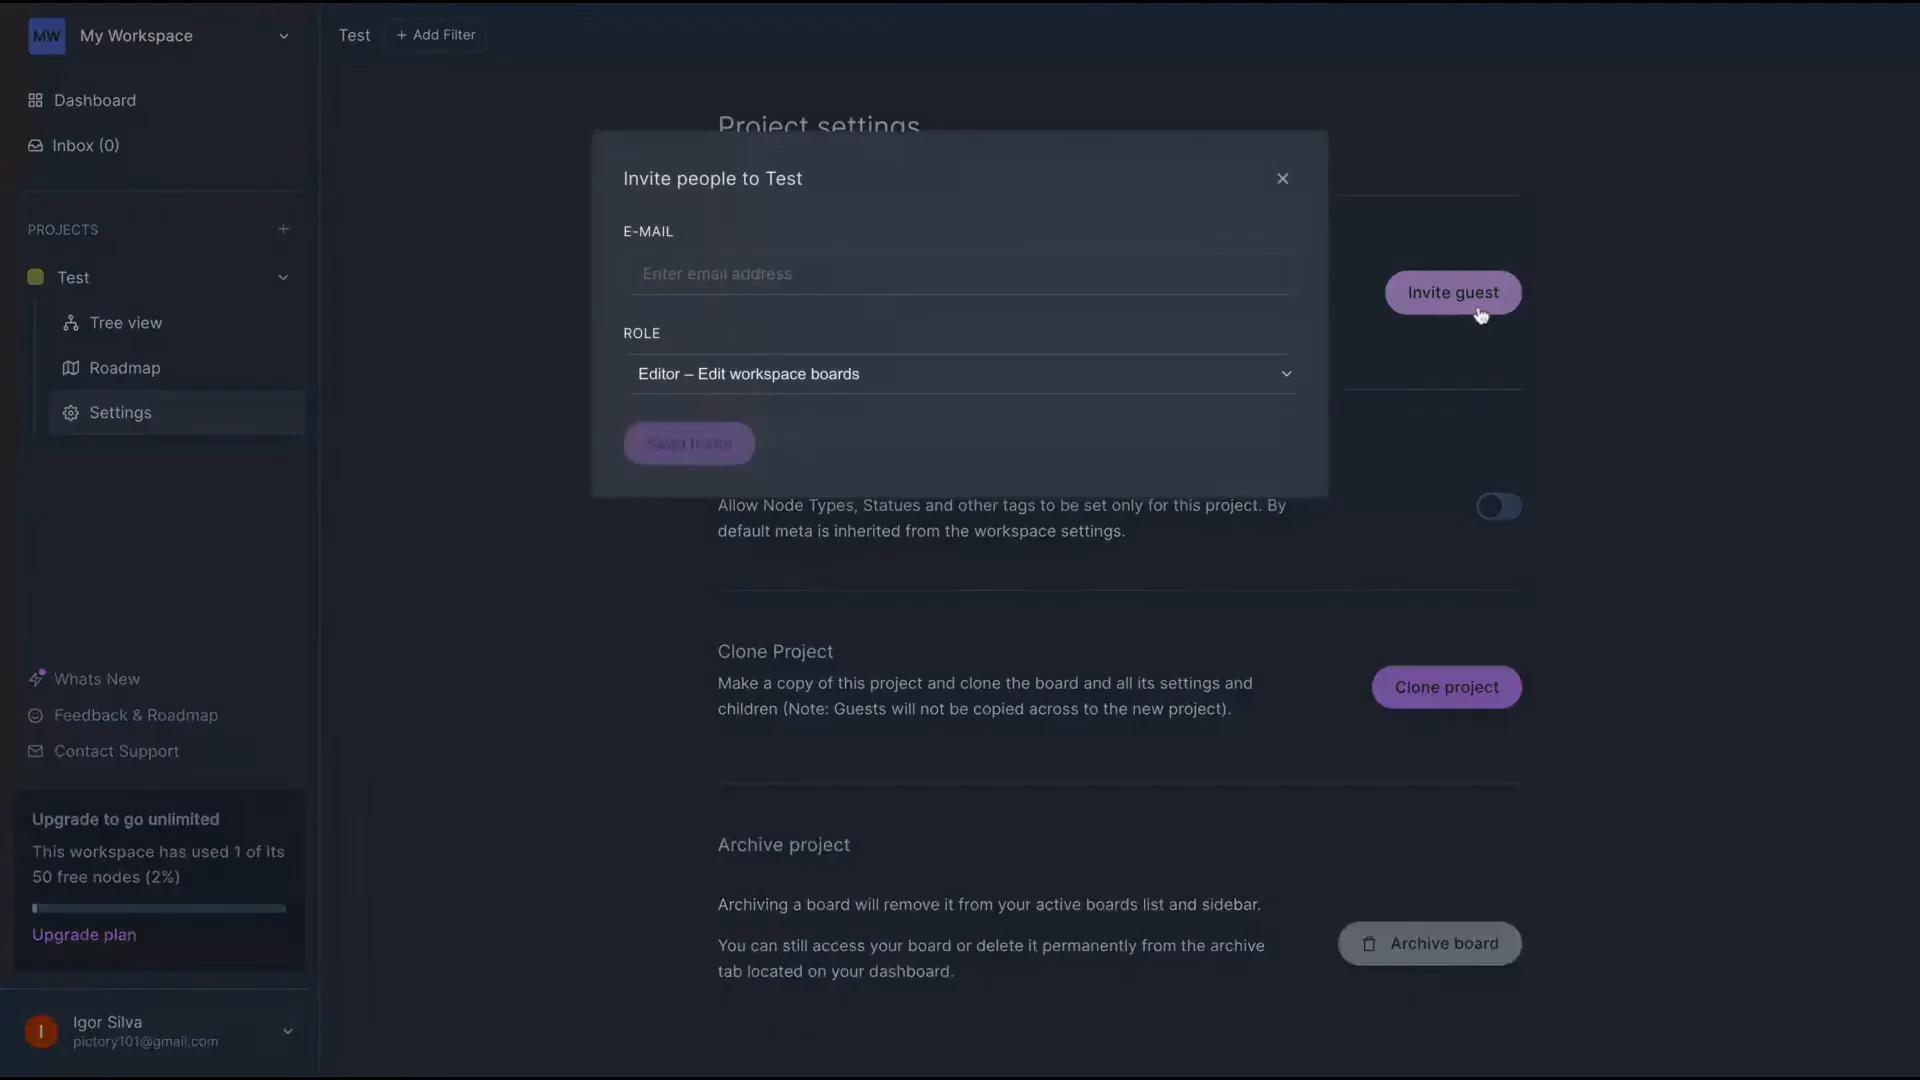 MW My Workspace
Dashboard
Inbox (0)
PROJECTS
Test
Tree view
Roadmap
Settings
Whats New
Feedback & Roadmap
Contact Support
Upgrade to go unlimited
This workspace has used 1 of its
50 free nodes (2%)
Upgrade plan
I
Igor Silva
pictory101@gmail.com
Test + Add Filter
Project settings
Invite people to Test
E-MAIL
Enter email address
ROLE
Editor – Edit workspace boards
Send Invite
Invite guest
Allow Node Types, Statues and other tags to be set only for this project. By
default meta is inherited from the workspace settings.
Clone Project
Make a copy of this project and clone the board and all its settings and
children (Note: Guests will not be copied across to the new project).
Clone project
Archive project
Archiving a board will remove it from your active boards list and sidebar.
You can still access your board or delete it permanently from the archive
tab located on your dashboard.
Archive board